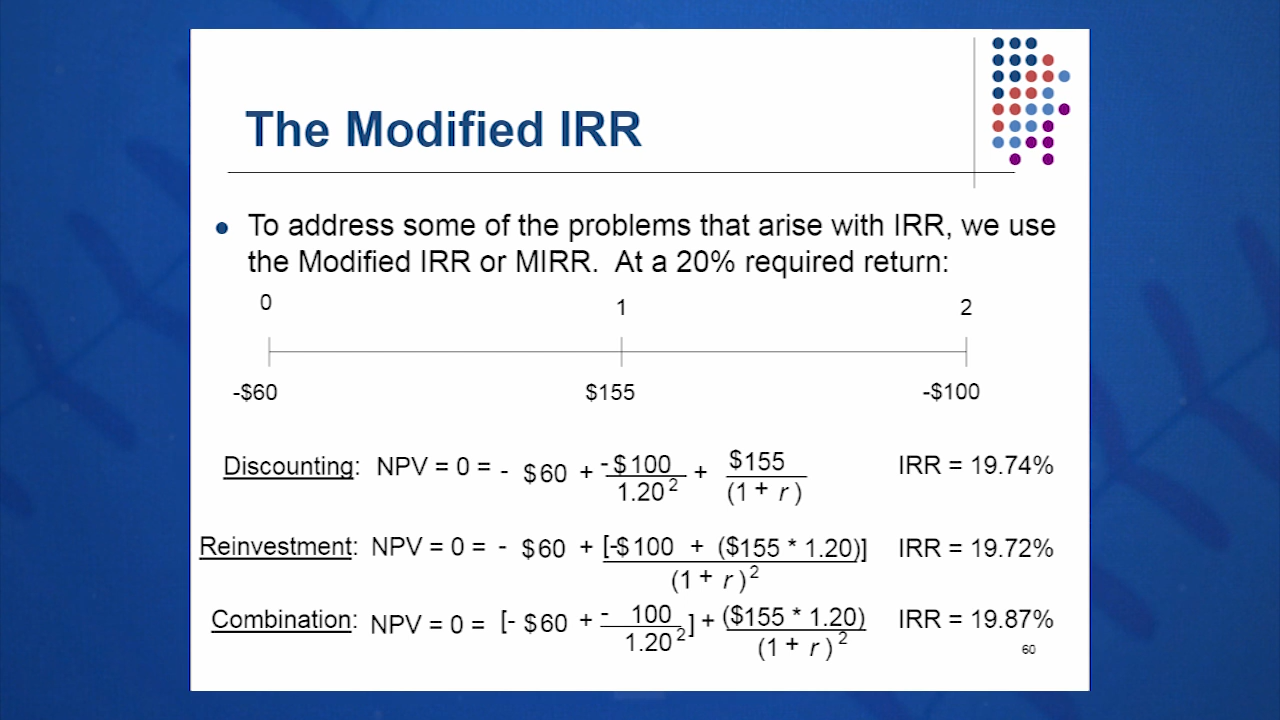 The Modified IRR
To address some of the problems that arise with IRR, we use
the Modified IRR or MIRR. At a 20% required return:
0 1 2
-$60 $155 -$100
Discounting: NPV = 0 = - $60 + -$100 / 1.20² + $155 / (1 + r) IRR = 19.74%
Reinvestment: NPV = 0 = - $60 + [-$100 + ($155 * 1.20)] / (1 + r)² IRR = 19.72%
Combination: NPV = 0 = [- $60 + - 100 / 1.20²] + ($155 * 1.20) / (1 + r)² IRR = 19.87%
60